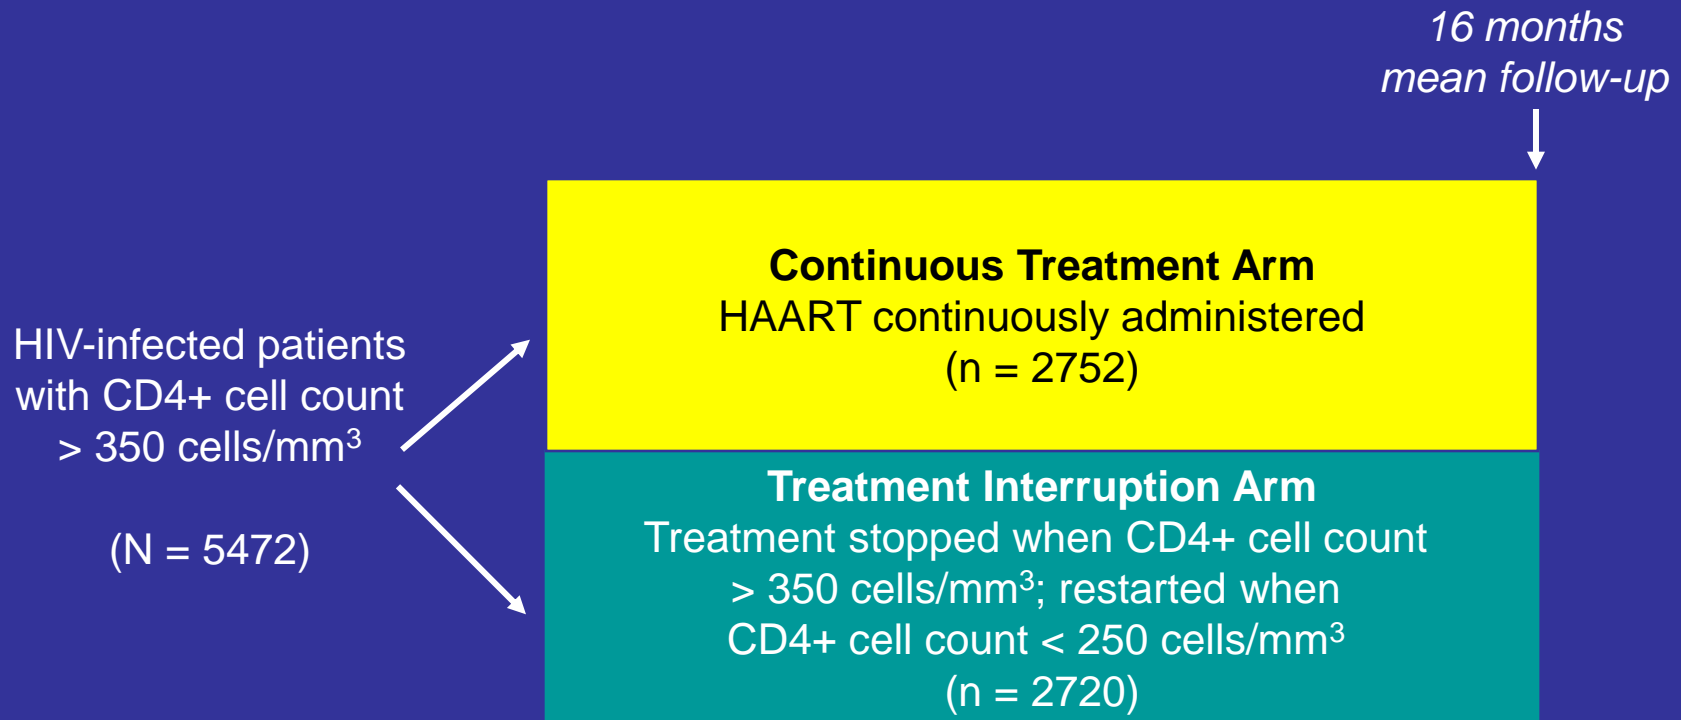 16 months
mean follow-up
HIV-infected patients
with CD4+ cell count
> 350 cells/mm³
(N = 5472)
Continuous Treatment Arm
HAART continuously administered
(n = 2752)
Treatment Interruption Arm
Treatment stopped when CD4+ cell count
> 350 cells/mm³; restarted when
CD4+ cell count < 250 cells/mm³
(n = 2720)